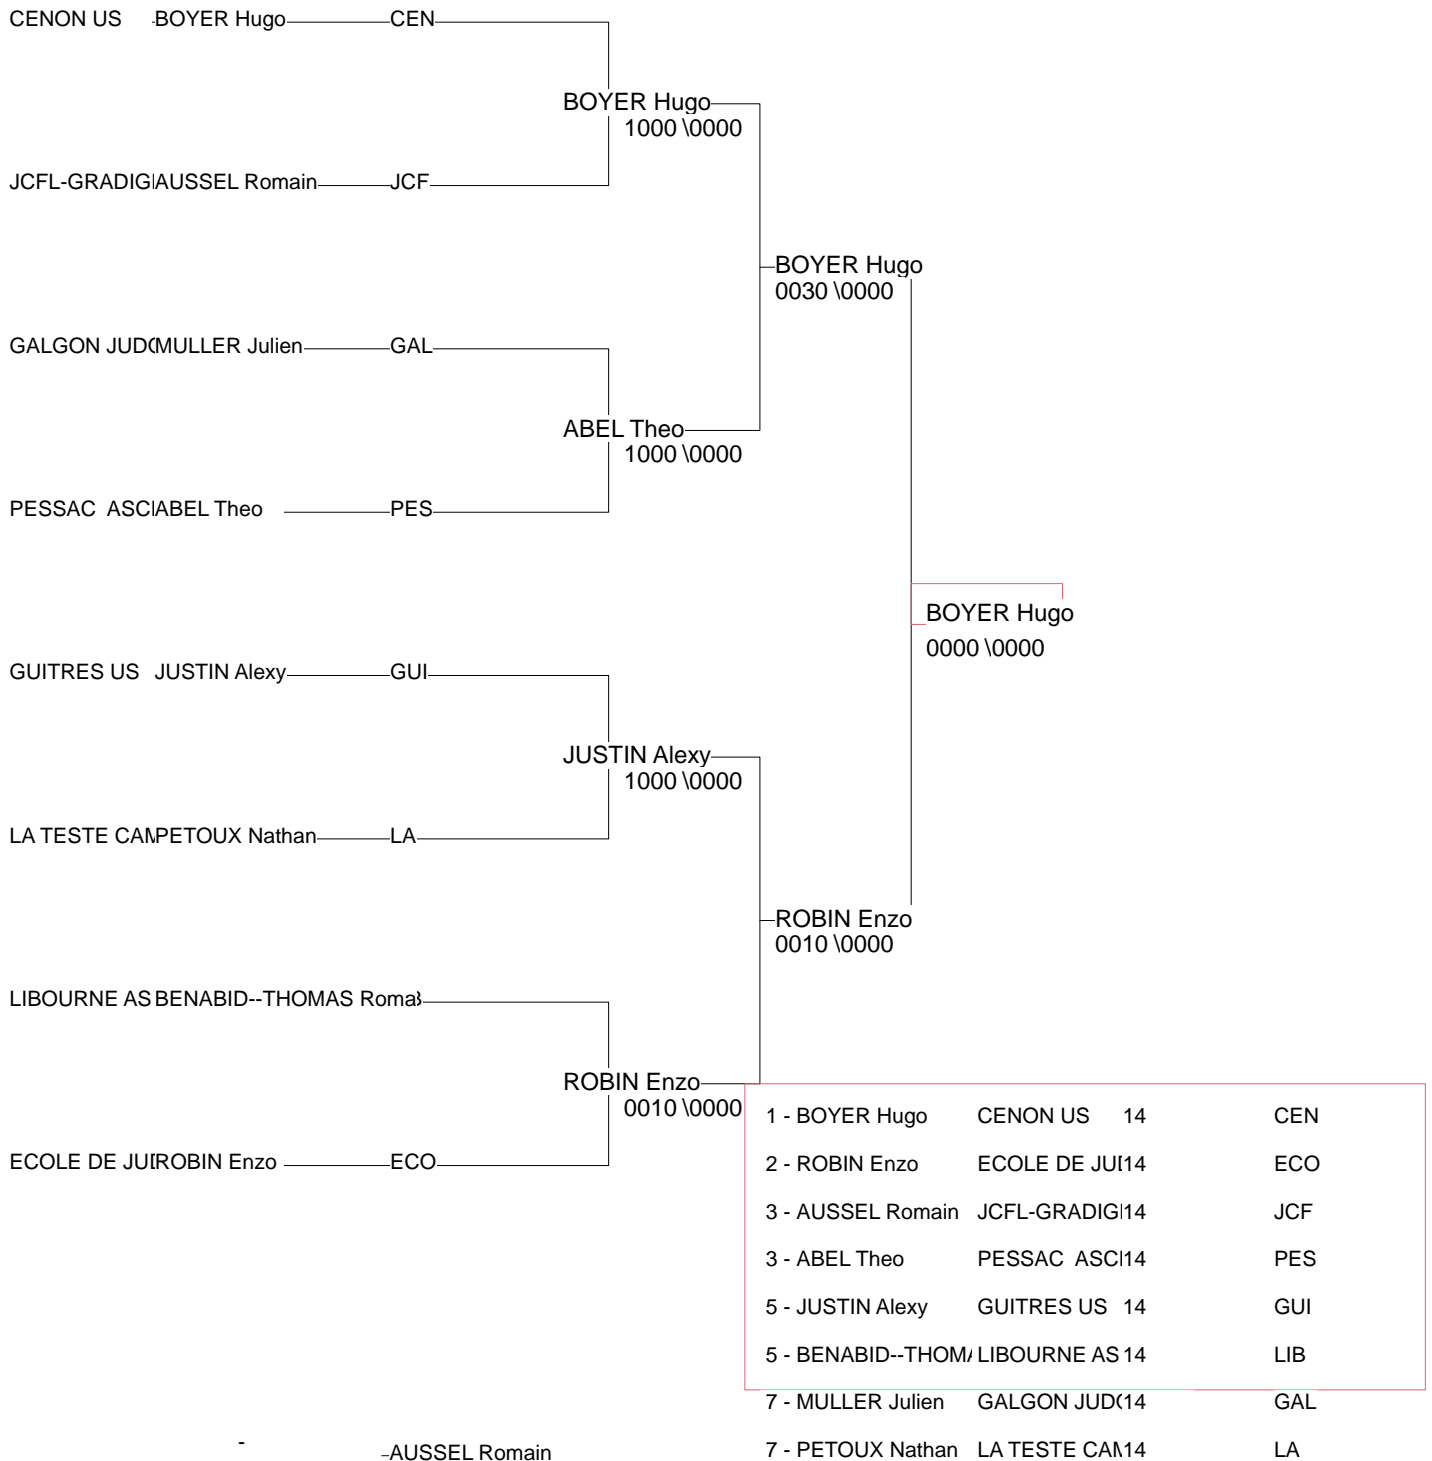 CENON US BOYER Hugo CEN
BOYER Hugo
1000 \0000
JCFL-GRADIG AUSSEL Romain JCF
BOYER Hugo
0030 \0000
GALGON JUD MULLER Julien GAL
ABEL Theo
1000 \0000
PESSAC ASC ABEL Theo PES
BOYER Hugo
0000 \0000
GUITRES US JUSTIN Alexy GUI
JUSTIN Alexy
1000 \0000
LA TESTE CAM PETOUX Nathan LA
ROBIN Enzo
0010 \0000
LIBOURNE AS BENABID--THOMAS Roma
ROBIN Enzo
0010 \0000
ECOLE DE JU ROBIN Enzo ECO
1 - BOYER Hugo CENON US 14 CEN
2 - ROBIN Enzo ECOLE DE JU 14 ECO
3 - AUSSEL Romain JCFL-GRADIG 14 JCF
3 - ABEL Theo PESSAC ASC 14 PES
5 - JUSTIN Alexy GUITRES US 14 GUI
5 - BENABID--THOMA LIBOURNE AS 14 LIB
7 - MULLER Julien GALGON JUD 14 GAL
7 - PETOUX Nathan LA TESTE CAM 14 LA
- AUSSEL Romain